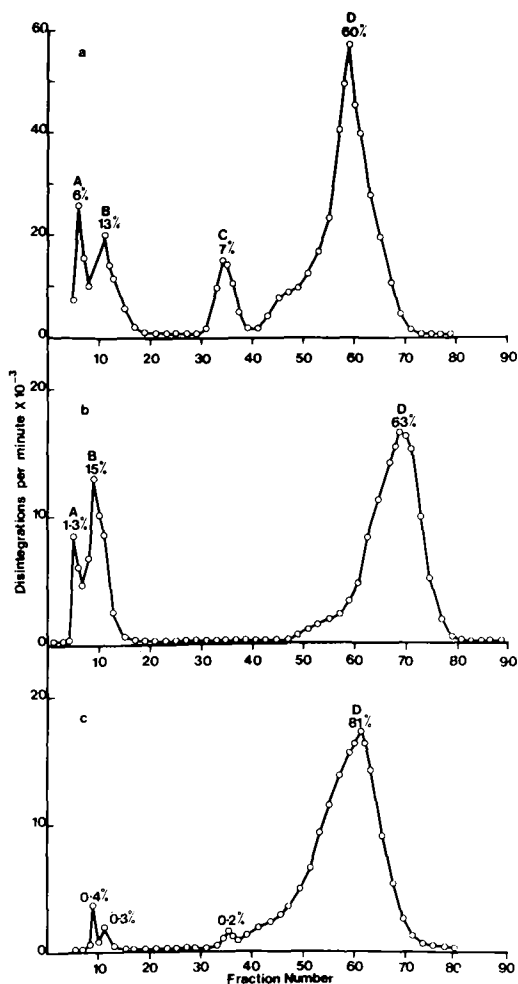 60
a
D
60%
40
A
6%
B
13%
20
C
7%
0
10 20 30 40 50 60 70 80 90
Disintegrations per minute X 10⁻³
20
b
D
63%
B
15%
A
1·3%
10
0
10 20 30 40 50 60 70 80 90
20
c
D
81%
10
0·4%
0·3%
0·2%
0
10 20 30 40 50 60 70 80 90
Fraction Number